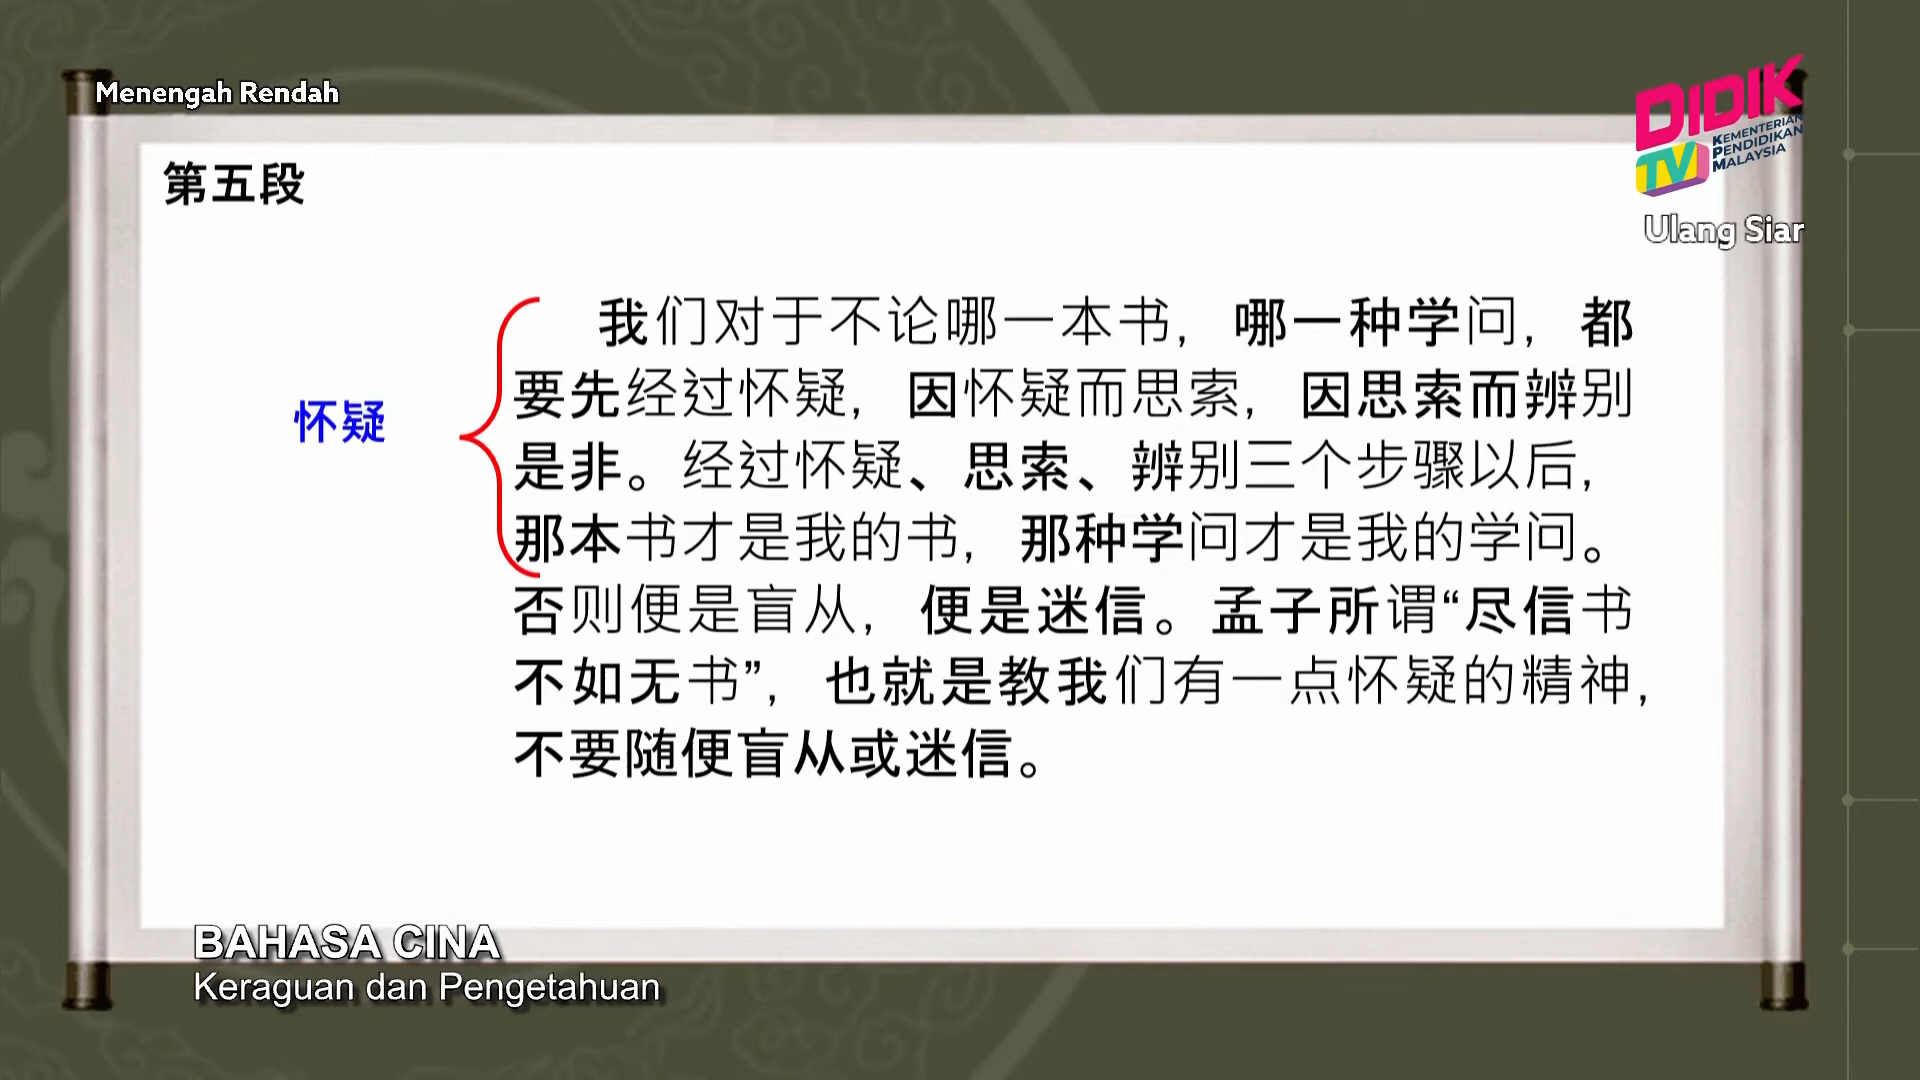 Menengah Rendah
DIDIK
TV
KEMENTERIAN
PENDIDIKAN
MALAYSIA
Ulang Siar
第五段
怀疑
我们对于不论哪一本书，哪一种学问，都
要先经过怀疑，因怀疑而思索，因思索而辨别
是非。经过怀疑、思索、辨别三个步骤以后，
那本书才是我的书，那种学问才是我的学问。
否则便是盲从，便是迷信。孟子所谓“尽信书
不如无书”，也就是教我们有一点怀疑的精神，
不要随便盲从或迷信。
BAHASA CINA
Keraguan dan Pengetahuan